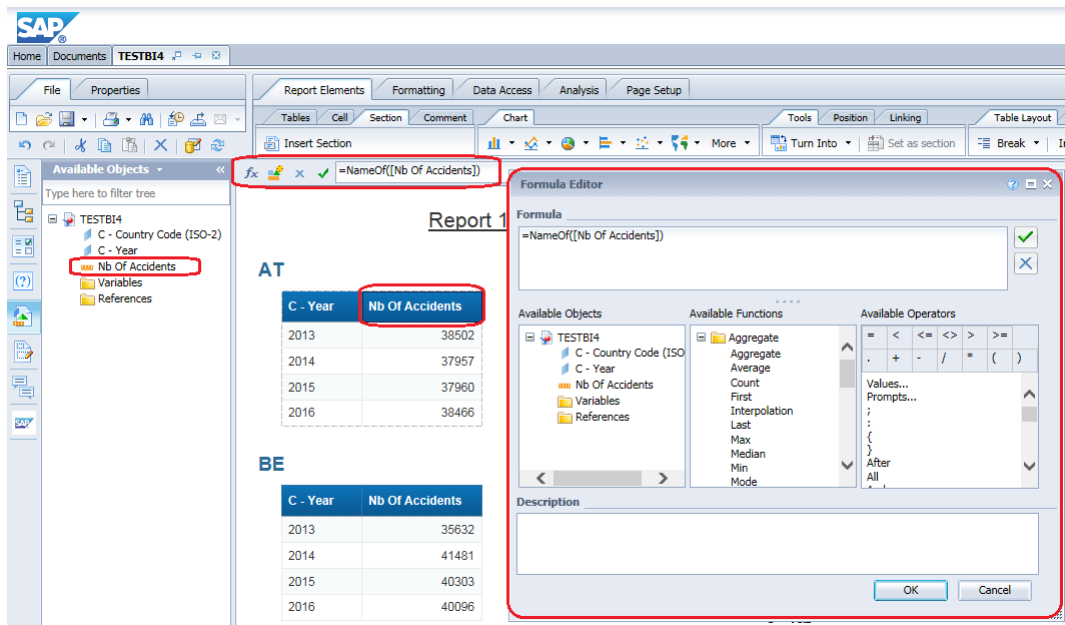 SAP®
Home Documents TESTBI4
File Properties
Report Elements Formatting Data Access Analysis Page Setup
Tables Cell Section Comment Chart Tools Position Linking Table Layout
Insert Section More Turn Into Set as section Break
Available Objects «
Type here to filter tree
TESTBI4
C - Country Code (ISO-2)
C - Year
Nb Of Accidents
Variables
References
SAP
fx =NameOf([Nb Of Accidents])
Report 1
AT
C - Year Nb Of Accidents
2013 38502
2014 37957
2015 37960
2016 38466
BE
C - Year Nb Of Accidents
2013 35632
2014 41481
2015 40303
2016 40096
Formula Editor
Formula
=NameOf([Nb Of Accidents])
Available Objects
TESTBI4
C - Country Code (ISO
C - Year
Nb Of Accidents
Variables
References
Available Functions
Aggregate
Aggregate
Average
Count
First
Interpolation
Last
Max
Median
Min
Mode
Available Operators
= < <= <> > >=
. + - / * ( )
Values...
Prompts...
;
:
{
}
After
All
Description
OK Cancel